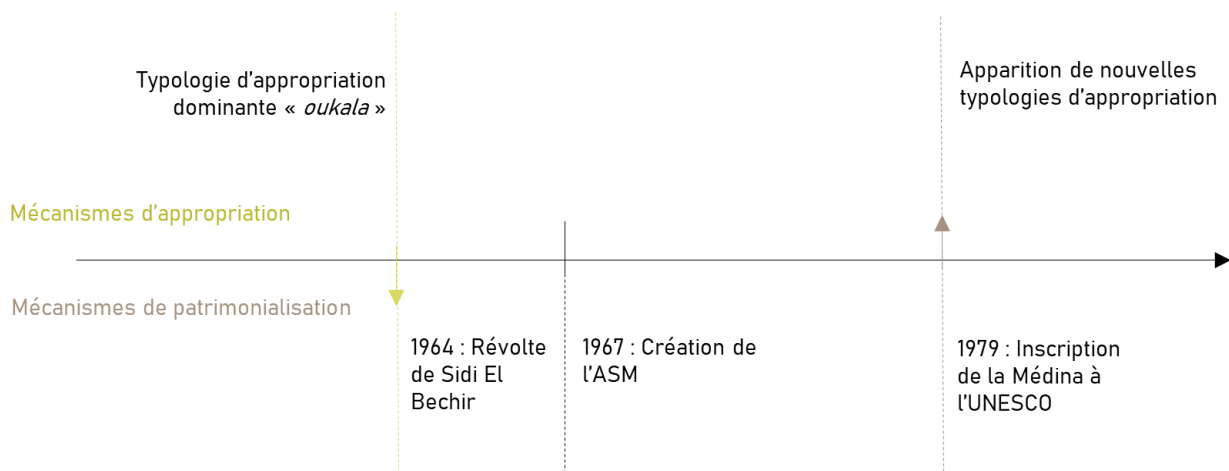 Typologie d'appropriation
dominante « oukala »
Apparition de nouvelles
typologies d'appropriation
Mécanismes d'appropriation
Mécanismes de patrimonialisation
1964 : Révolte
de Sidi El
Bechir
1967 : Création de
l'ASM
1979 : Inscription
de la Médina à
l'UNESCO